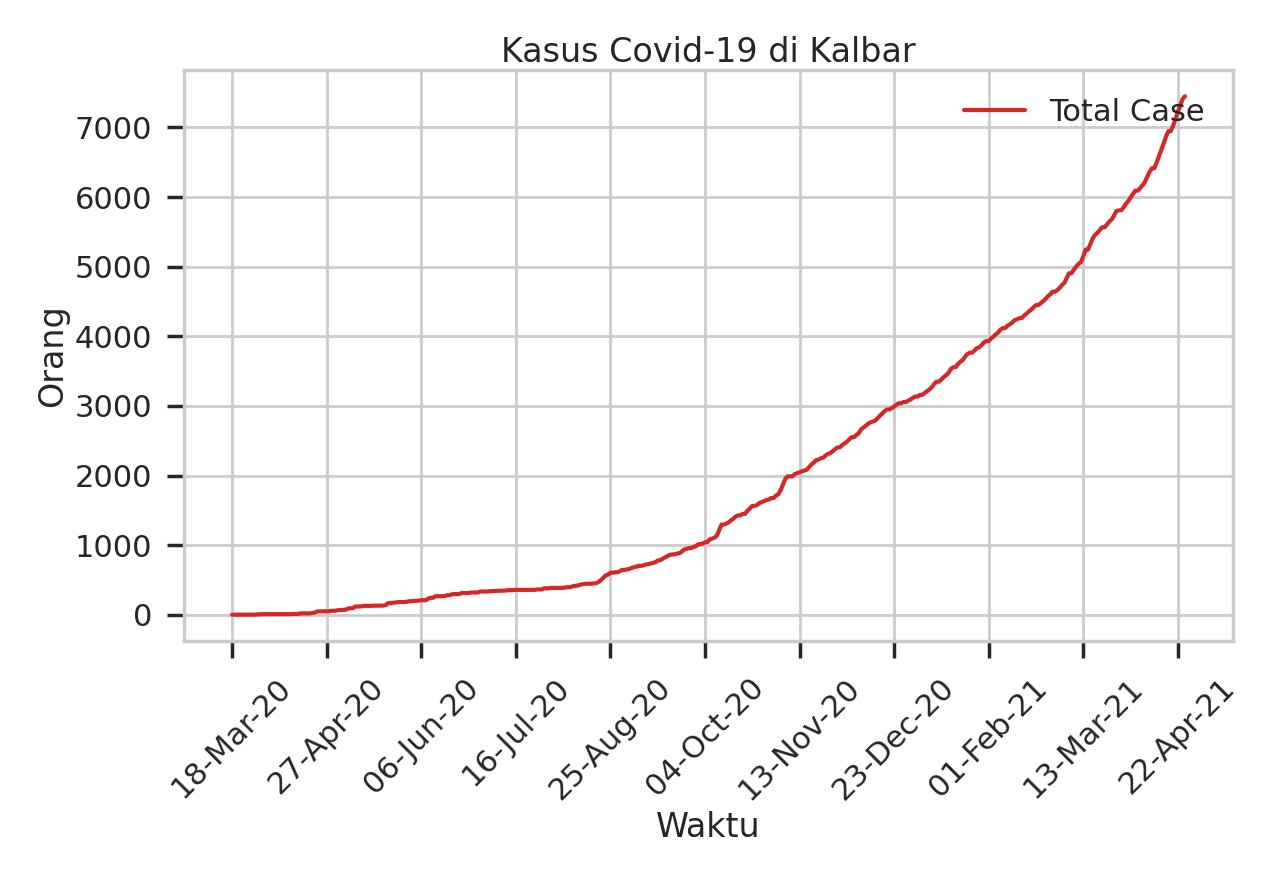 Kasus Covid-19 di Kalbar
Total Case
7000
6000
5000
4000
3000
2000
1000
0
Orang
18-Mar-20
27-Apr-20
06-Jun-20
16-Jul-20
25-Aug-20
04-Oct-20
13-Nov-20
23-Dec-20
01-Feb-21
13-Mar-21
22-Apr-21
Waktu